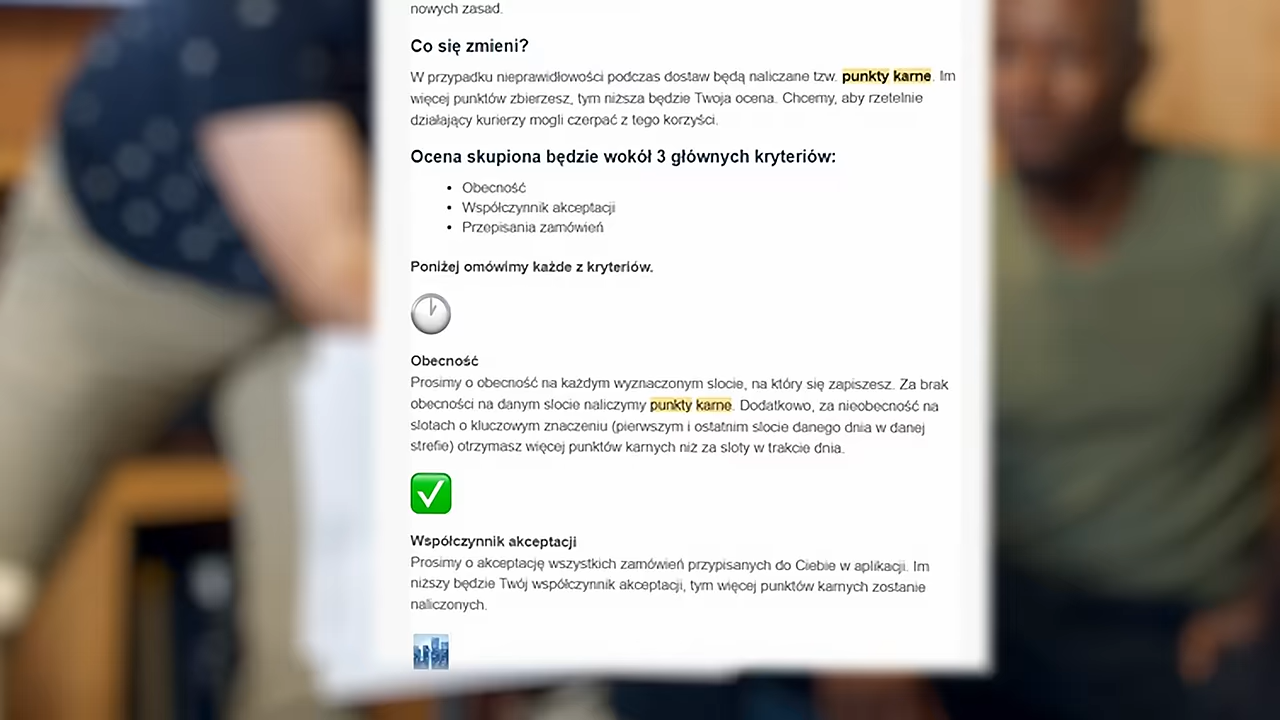 nowych zasad.
Co się zmieni?
W przypadku nieprawidłowości podczas dostaw będą naliczane tzw. punkty karne. Im
więcej punktów zbierzesz, tym niższa będzie Twoja ocena. Chcemy, aby rzetelnie
działający kurierzy mogli czerpać z tego korzyści.
Ocena skupiona będzie wokół 3 głównych kryteriów:
• Obecność
• Współczynnik akceptacji
• Przepisania zamówień
Poniżej omówimy każde z kryteriów.
Obecność
Prosimy o obecność na każdym wyznaczonym slocie, na który się zapiszesz. Za brak
obecności na danym slocie naliczymy punkty karne. Dodatkowo, za nieobecność na
slotach o kluczowym znaczeniu (pierwszym i ostatnim slocie danego dnia w danej
strefie) otrzymasz więcej punktów karnych niż za sloty w trakcie dnia.
Współczynnik akceptacji
Prosimy o akceptację wszystkich zamówień przypisanych do Ciebie w aplikacji. Im
niższy będzie Twój współczynnik akceptacji, tym więcej punktów karnych zostanie
naliczonych.